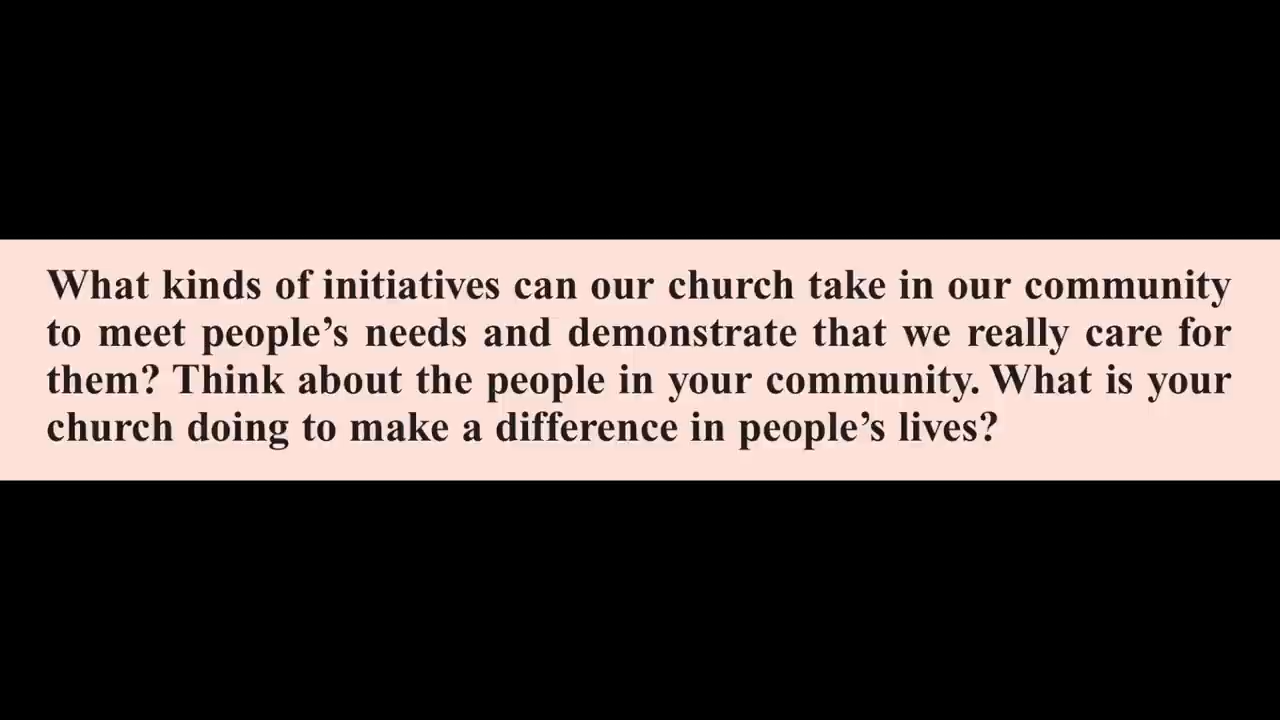 What kinds of initiatives can our church take in our community
to meet people’s needs and demonstrate that we really care for
them? Think about the people in your community. What is your
church doing to make a difference in people’s lives?